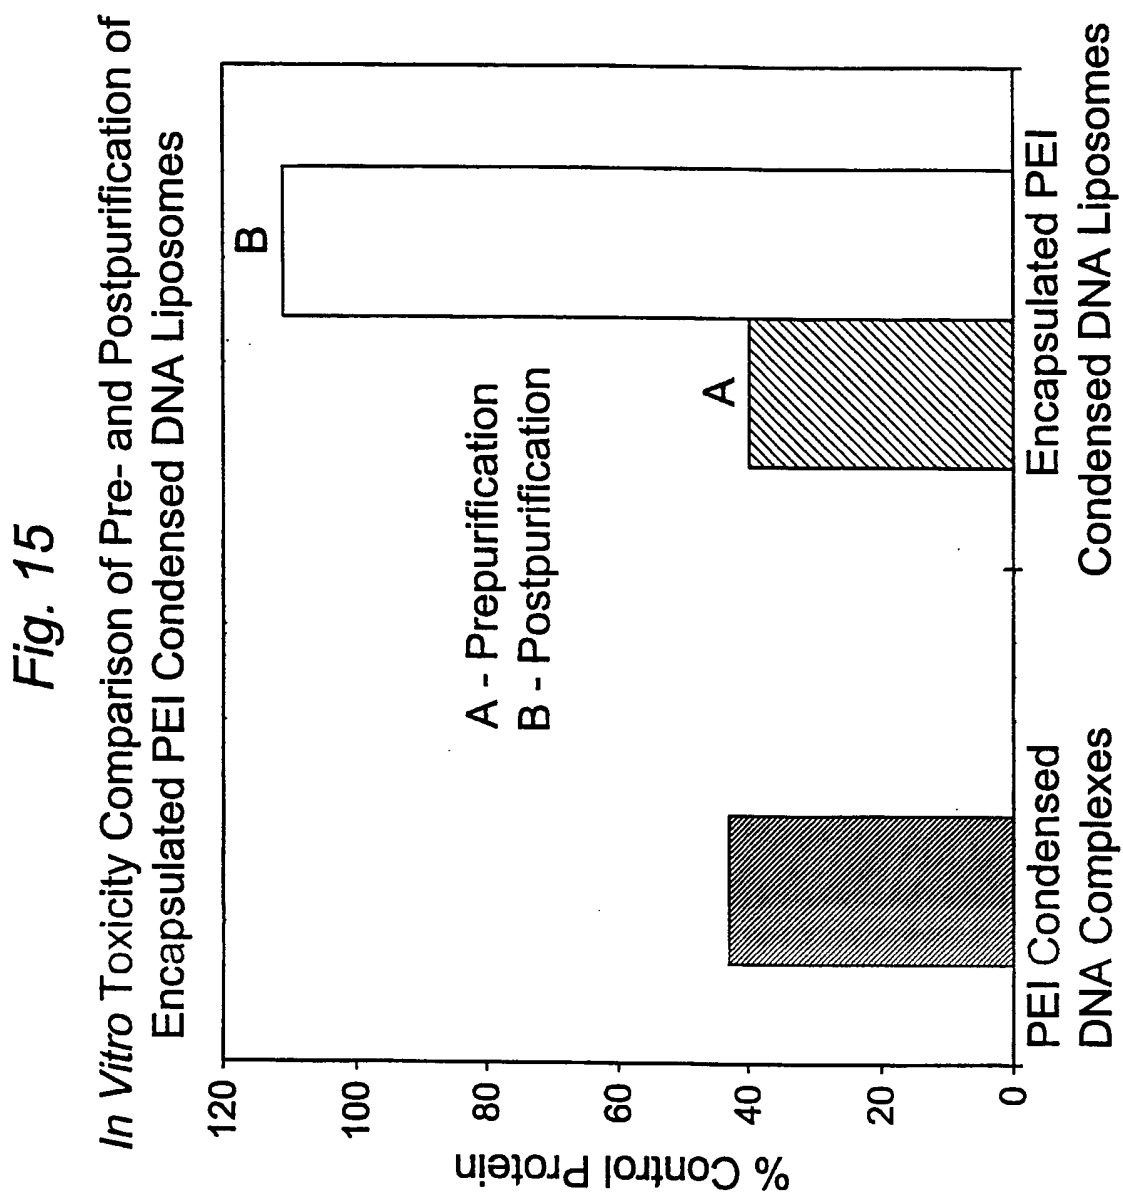 Fig. 15
In Vitro Toxicity Comparison of Pre- and Postpurification of
Encapsulated PEI Condensed DNA Liposomes
% Control Protein
120
100
80
60
40
20
0
A - Prepurification
B - Postpurification
A
B
PEI Condensed
DNA Complexes
Encapsulated PEI
Condensed DNA Liposomes